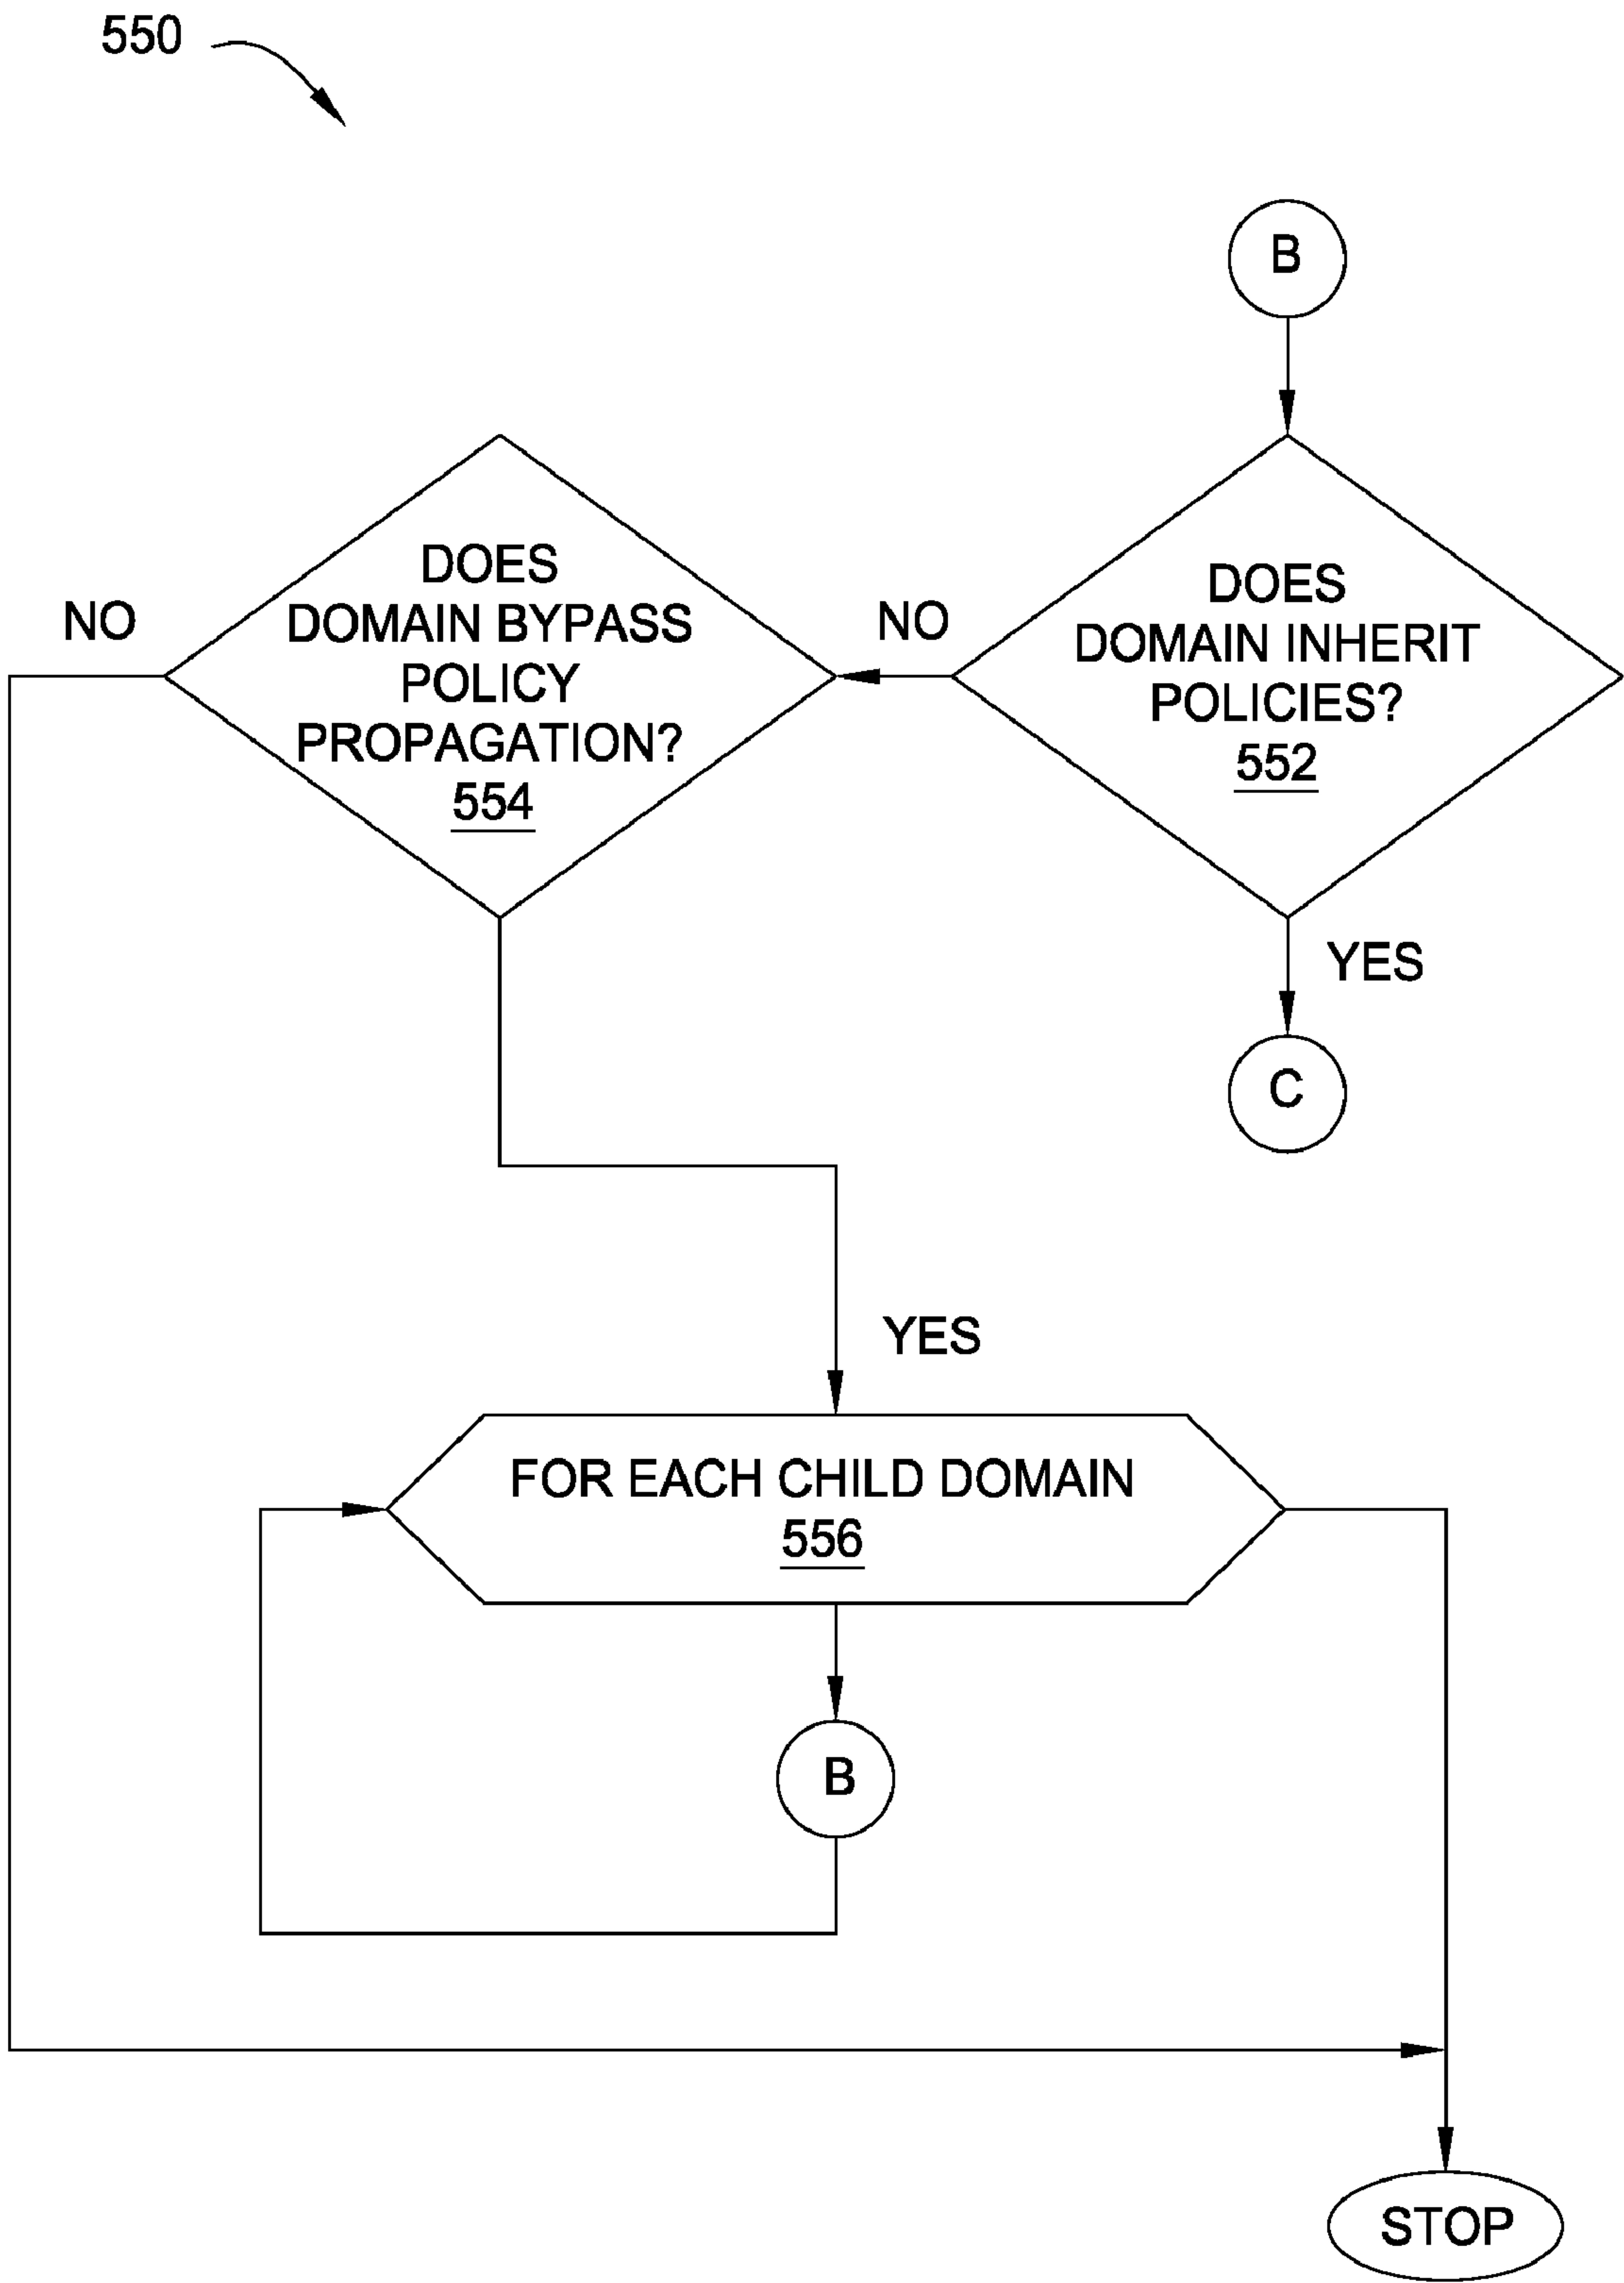 550
B
DOES
DOMAIN INHERIT
POLICIES?
552
NO
DOES
DOMAIN BYPASS
POLICY
PROPAGATION?
554
NO
YES
C
YES
FOR EACH CHILD DOMAIN
556
B
STOP